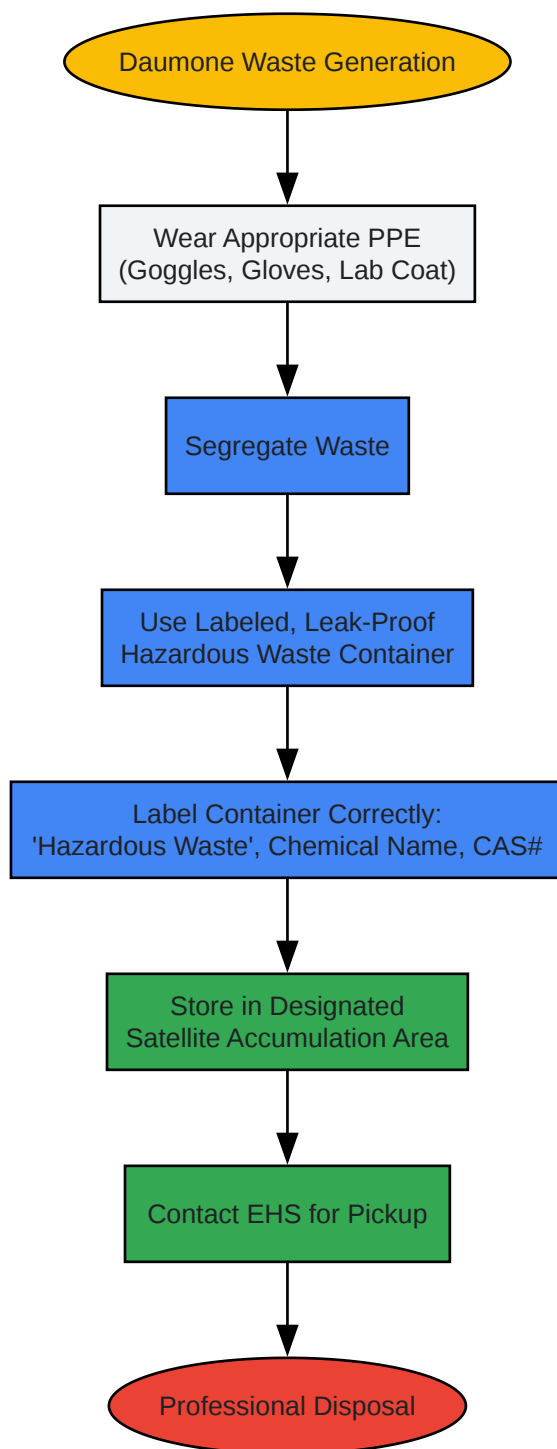 Daumone Waste Generation
Wear Appropriate PPE
(Goggles, Gloves, Lab Coat)
Segregate Waste
Use Labeled, Leak-Proof
Hazardous Waste Container
Label Container Correctly:
'Hazardous Waste', Chemical Name, CAS#
Store in Designated
Satellite Accumulation Area
Contact EHS for Pickup
Professional Disposal